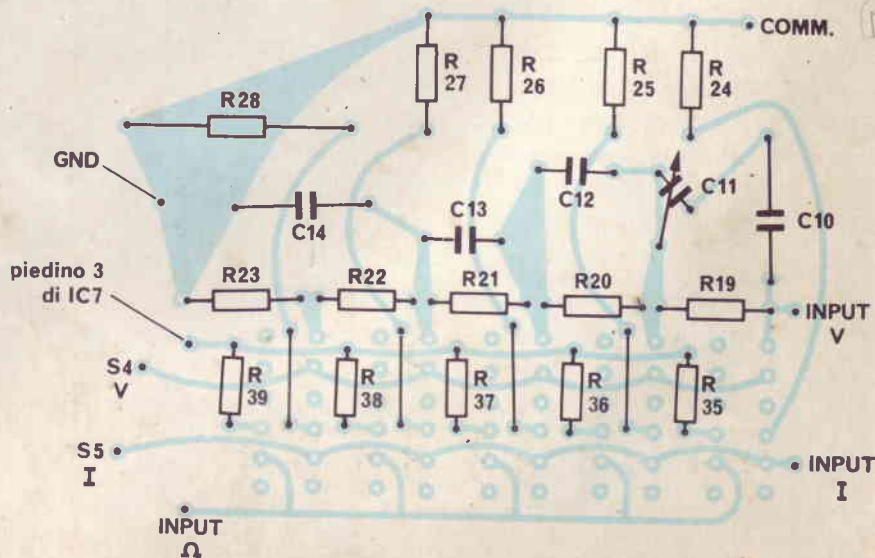 COMM.
R
27
R
26
R
25
R
24
R28
GND
C12
C11
C13
C14
C10
piedino 3
di IC7
R23
R22
R21
R20
R19
INPUT
V
S4
V
R
39
R
38
R
37
R
36
R
35
S5
I
INPUT
I
INPUT
Ω